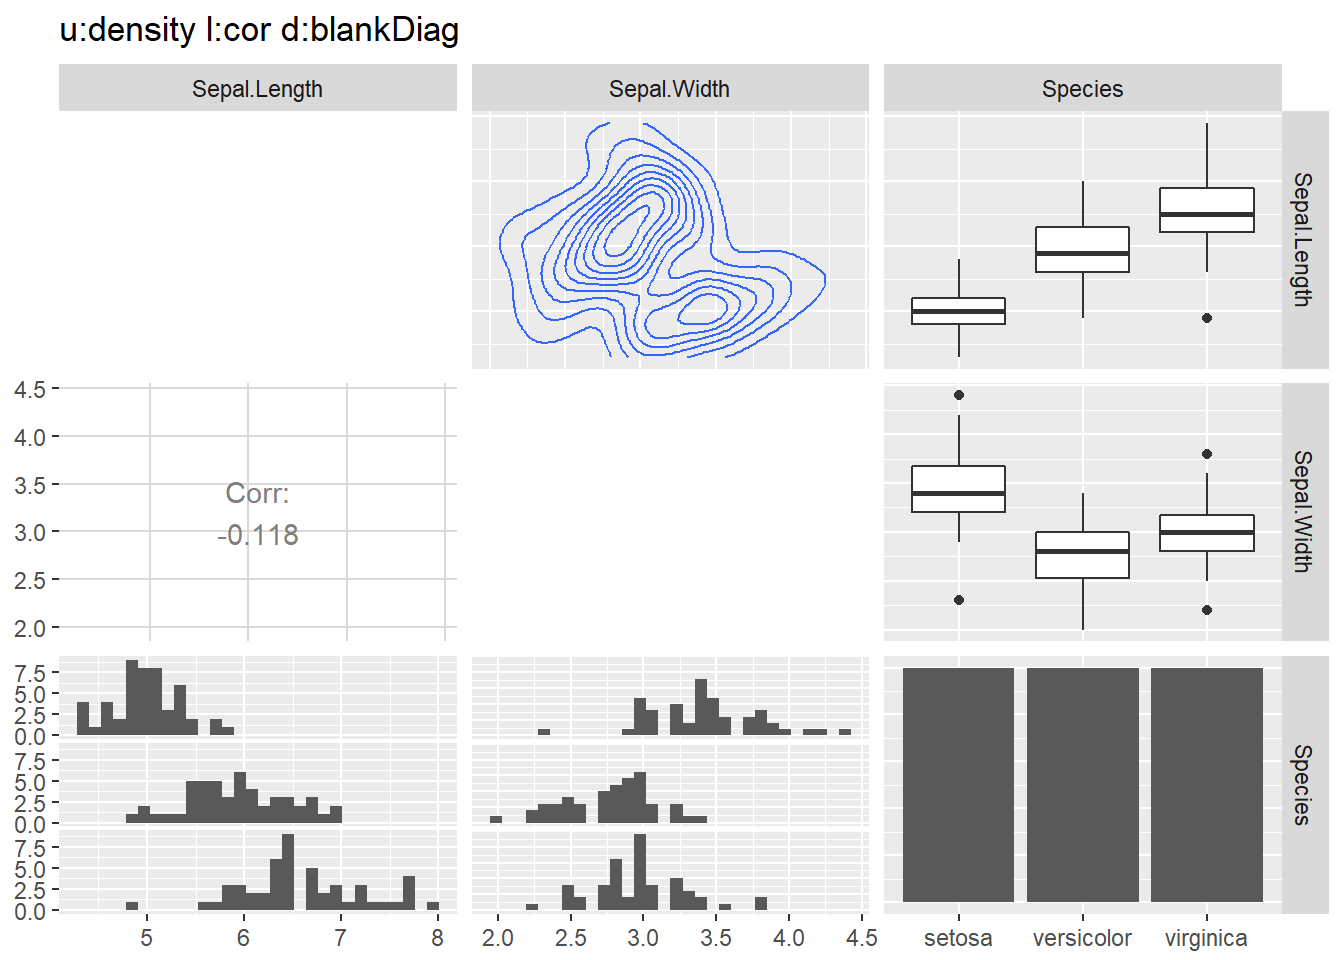 u:density l:cor d:blankDiag
Sepal.Length Sepal.Width Species
Sepal.Length
4.5
4.0
3.5
3.0
2.5
2.0
Corr:
-0.118
Sepal.Width
7.5
5.0
2.5
0.0
7.5
5.0
2.5
0.0
7.5
5.0
2.5
0.0
Species
5 6 7 8 2.0 2.5 3.0 3.5 4.0 4.5 setosa versicolor virginica